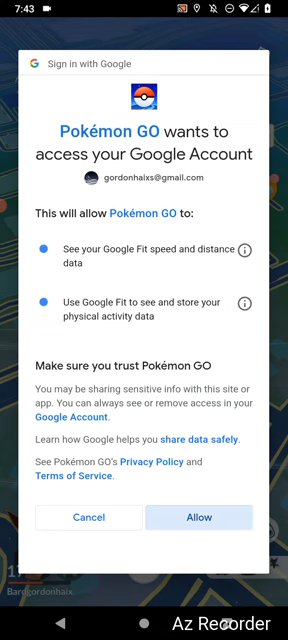 7:43
Sign in with Google
Pokémon GO wants to
access your Google Account
gordonhaixs@gmail.com
This will allow Pokémon GO to:
See your Google Fit speed and distance
data
Use Google Fit to see and store your
physical activity data
Make sure you trust Pokémon GO
You may be sharing sensitive info with this site or
app. You can always see or remove access in your
Google Account.
Learn how Google helps you share data safely.
See Pokémon GO's Privacy Policy and
Terms of Service.
Cancel
Allow
17
Barngordonhaix
Az Recorder